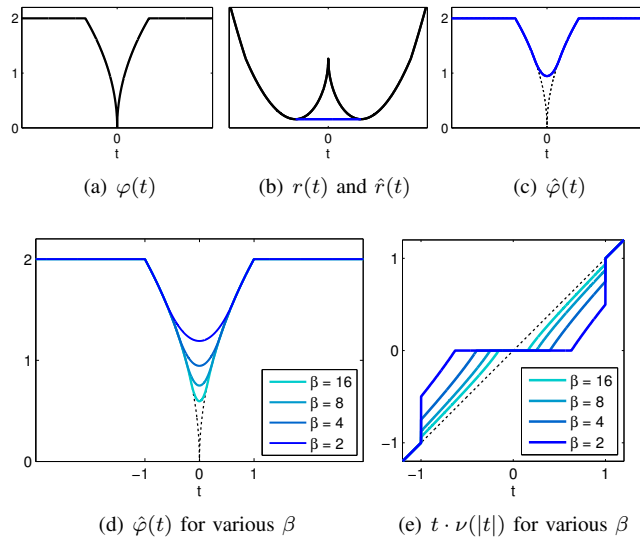 2
1
0
0
t
(a) φ(t)
0
t
(b) r(t) and r̂(t)
2
1
0
0
t
(c) φ̂(t)
2
1
0
−1 0 1
t
β = 16
β = 8
β = 4
β = 2
(d) φ̂(t) for various β
1
0
−1
−1 0 1
t
β = 16
β = 8
β = 4
β = 2
(e) t · ν(|t|) for various β